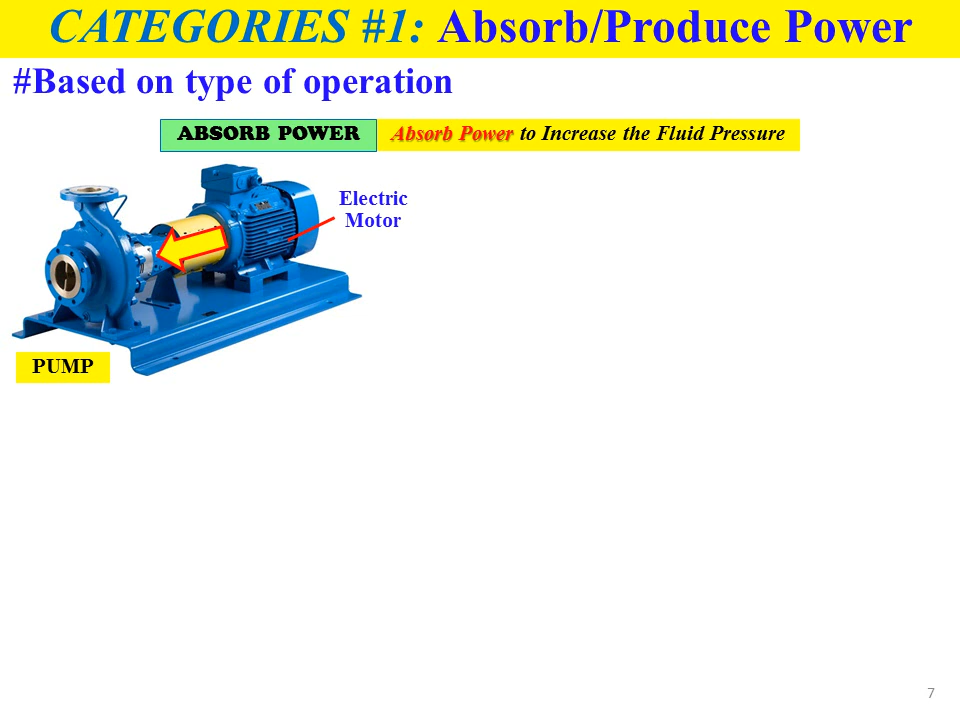 CATEGORIES #1: Absorb/Produce Power
#Based on type of operation
ABSORB POWER
Absorb Power to Increase the Fluid Pressure
Electric
Motor
PUMP
7